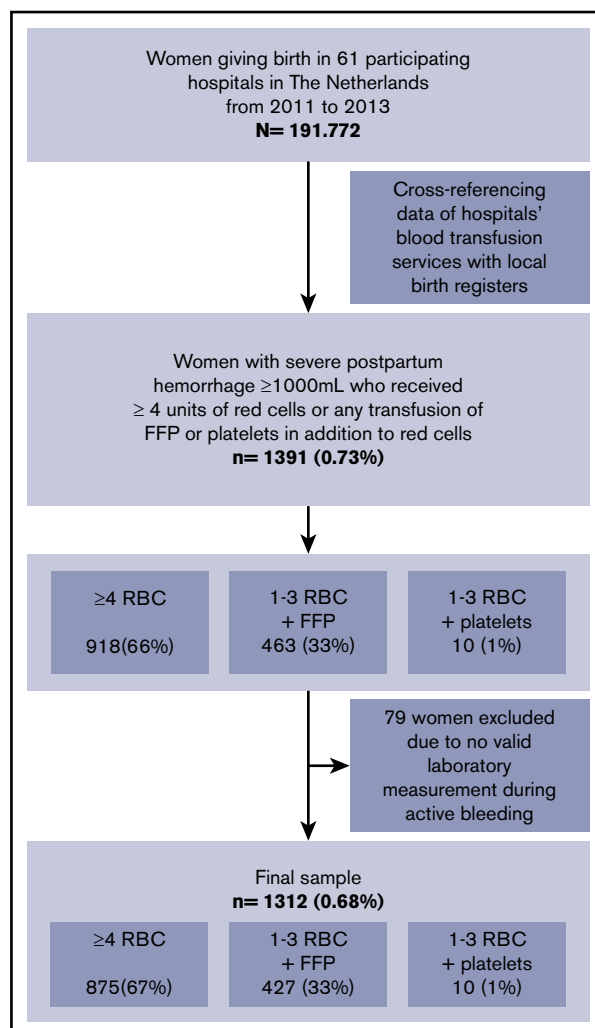 Women giving birth in 61 participating
hospitals in The Netherlands
from 2011 to 2013
N= 191.772
Cross-referencing
data of hospitals'
blood transfusion
services with local
birth registers
Women with severe postpartum
hemorrhage ≥1000mL who received
≥ 4 units of red cells or any transfusion of
FFP or platelets in addition to red cells
n= 1391 (0.73%)
≥4 RBC
918(66%)
1-3 RBC
+ FFP
463 (33%)
1-3 RBC
+ platelets
10 (1%)
79 women excluded
due to no valid
laboratory
measurement during
active bleeding
Final sample
n= 1312 (0.68%)
≥4 RBC
875(67%)
1-3 RBC
+ FFP
427 (33%)
1-3 RBC
+ platelets
10 (1%)